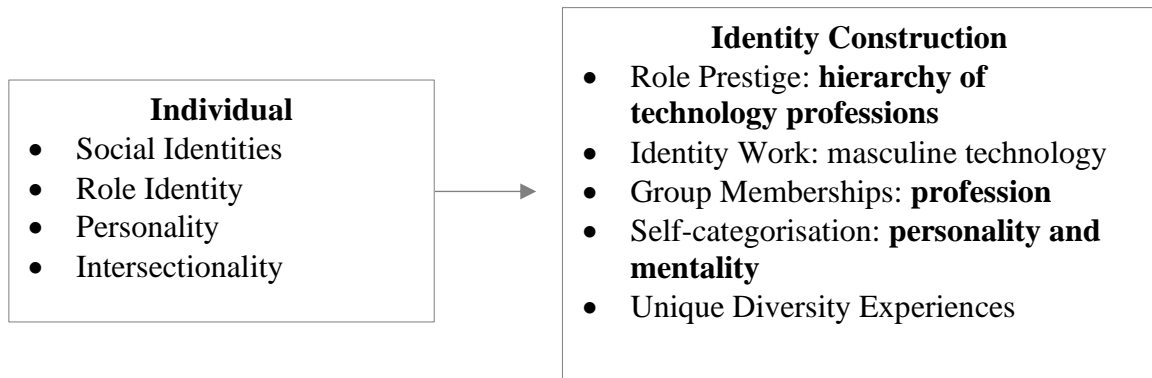 Individual
• Social Identities
• Role Identity
• Personality
• Intersectionality
Identity Construction
• Role Prestige: hierarchy of
technology professions
• Identity Work: masculine technology
• Group Memberships: profession
• Self-categorisation: personality and
mentality
• Unique Diversity Experiences